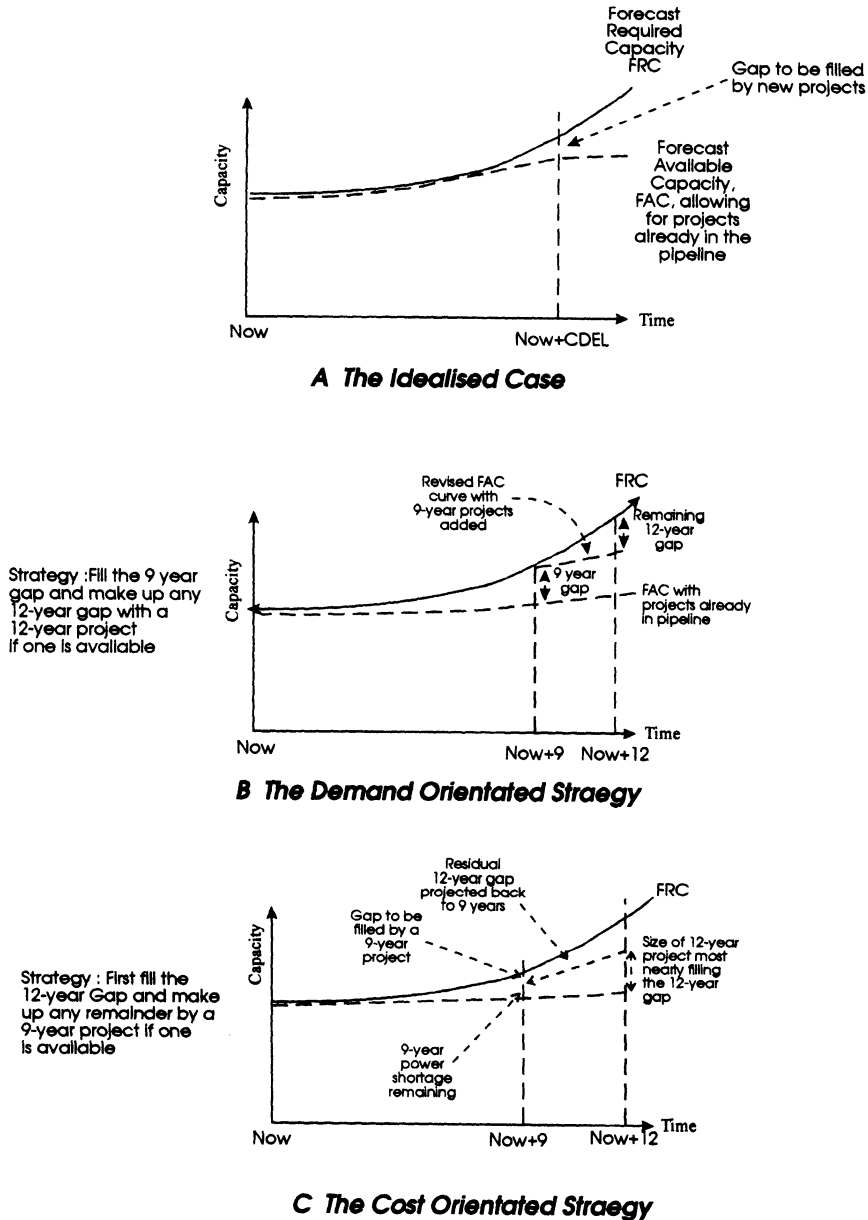 Forecast
Required
Capacity
FRC
Gap to be filled
by new projects
Capacity
Forecast
Available
Capacity,
FAC, allowing
for projects
already in the
pipeline
Time
Now
Now+CDEL
A The Idealised Case
Revised FAC
curve with
9-year projects
added
FRC
Remaining
12-year
gap
Strategy :Fill the 9 year
gap and make up any
12-year gap with a
12-year project
if one is available
Capacity
9 year
gap
FAC with
projects already
in pipeline
Time
Now
Now+9
Now+12
B The Demand Orientated Straegy
Residual
12-year gap
projected back
to 9 years
FRC
Gap to be
filled by a
9-year
project
Capacity
Size of 12-year
project most
nearly filling
the 12-year
gap
Strategy : First fill the
12-year Gap and make
up any remainder by a
9-year project if one
is available
9-year
power
shortage
remaining
Time
Now
Now+9
Now+12
C The Cost Orientated Straegy